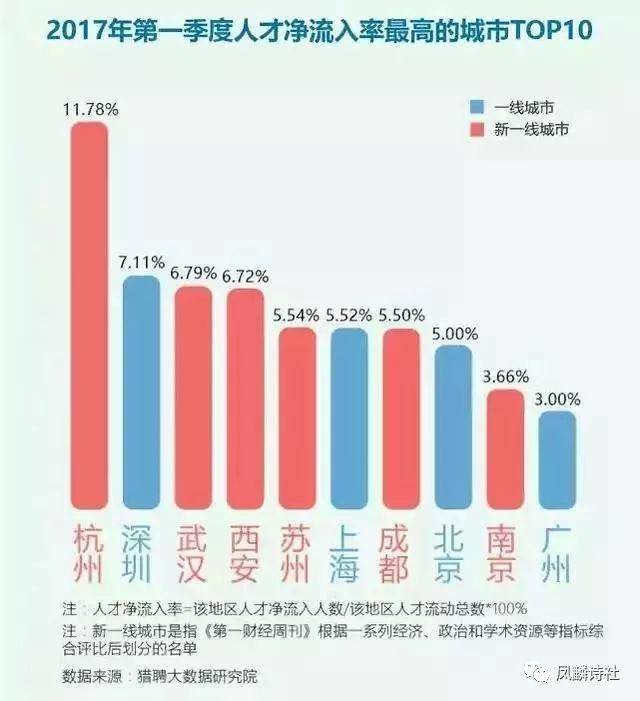 2017年第一季度人才净流入率最高的城市TOP10
一线城市
新一线城市
11.78%
7.11%
6.79%
6.72%
5.54%
5.52%
5.50%
5.00%
3.66%
3.00%
杭州
深圳
武汉
西安
苏州
上海
成都
北京
南京
广州
注：人才净流入率=该地区人才净流入人数/该地区人才流动总数*100%
注：新一线城市是指《第一财经周刊》根据一系列经济、政治和学术资源等指标综
合评比后划分的名单
数据来源：猎聘大数据研究院
凤麟诗社